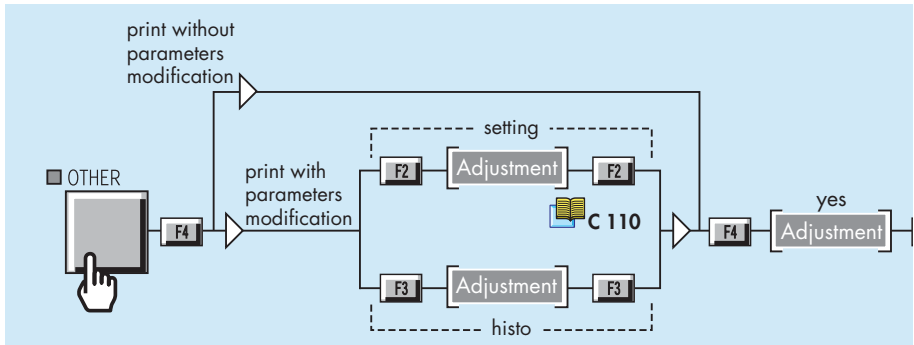 print without
parameters
modification
setting
F2 Adjustment F2
OTHER
print with
parameters
modification
C 110
yes
F4
F4 Adjustment
F3 Adjustment F3
histo